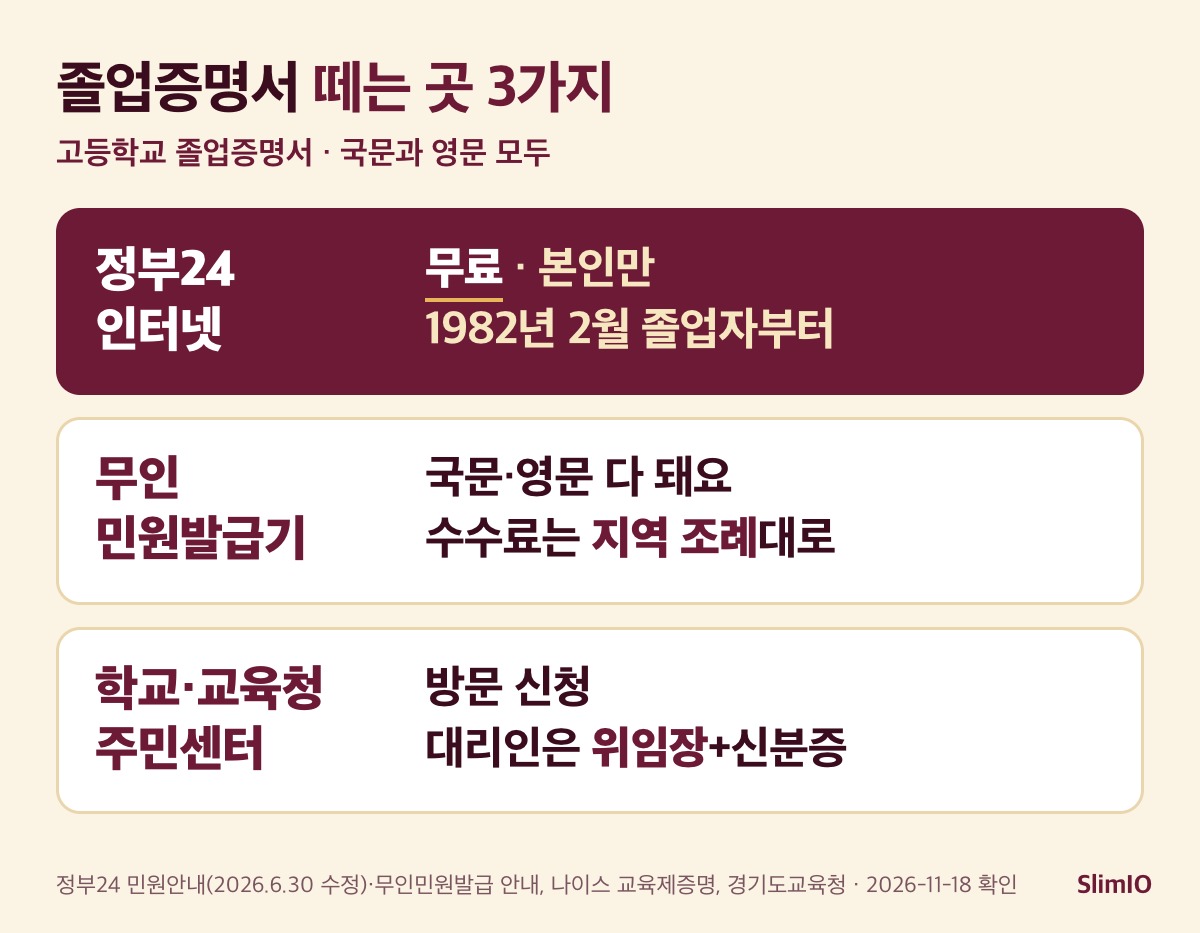 졸업증명서 떼는 곳 3가지
고등학교 졸업증명서 · 국문과 영문 모두
정부24
인터넷
무료 · 본인만
1982년 2월 졸업자부터
무인
민원발급기
국문·영문 다 돼요
수수료는 지역 조례대로
학교·교육청
주민센터
방문 신청
대리인은 위임장+신분증
정부24 민원안내(2026.6.30 수정)·무인민원발급 안내, 나이스 교육제증명, 경기도교육청 · 2026-11-18 확인
SlimIO